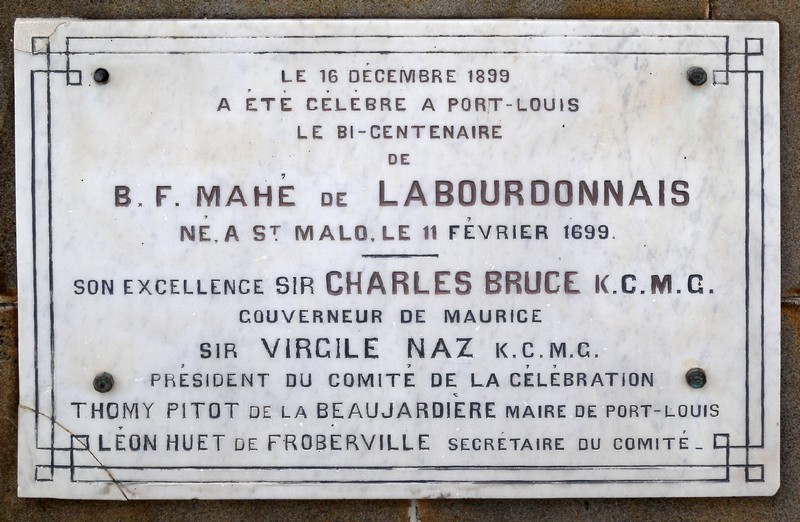 LE 16 DÉCEMBRE 1899
A ÉTÉ CÉLÉBRE A PORT-LOUIS
LE BI-CENTENAIRE
DE
B. F. MAHÉ DE LABOURDONNAIS
NÉ, A ST MALO, LE 11 FÉVRIER 1699.
SON EXCELLENCE SIR CHARLES BRUCE K.C.M.G.
GOUVERNEUR DE MAURICE
SIR VIRGILE NAZ K.C.M.G.
PRÉSIDENT DU COMITÉ DE LA CÉLÉBRATION
THOMY PITOT DE LA BEAUJARDIÈRE MAIRE DE PORT-LOUIS
LÉON HUET DE FROBERVILLE SECRÉTAIRE DU COMITÉ_